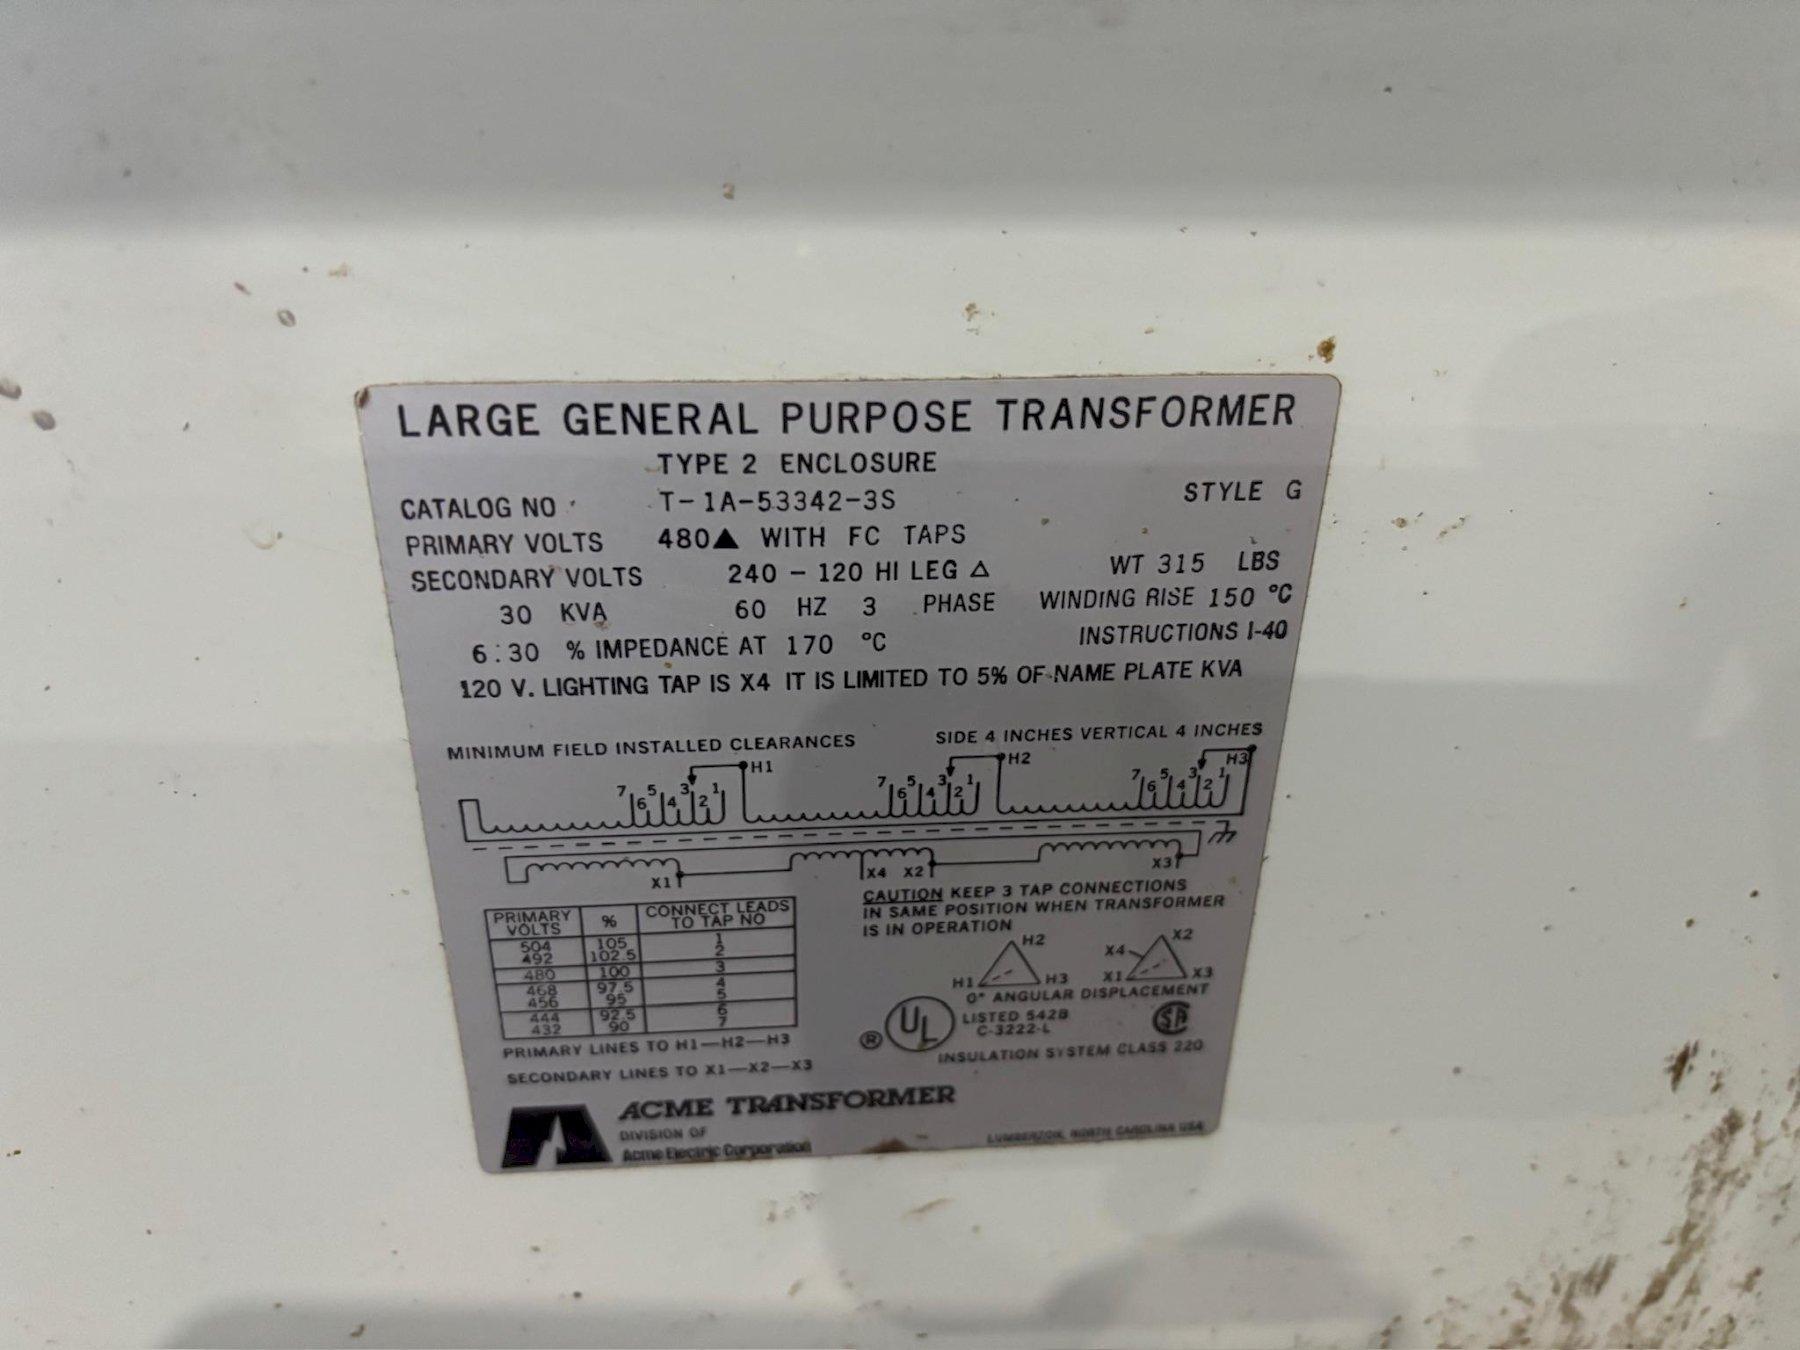 LARGE GENERAL PURPOSE TRANSFORMER
TYPE 2 ENCLOSURE
CATALOG NO T-1A-53342-3S STYLE G
PRIMARY VOLTS 480▲ WITH FC TAPS
SECONDARY VOLTS 240 - 120 HI LEG △ WT 315 LBS
30 KVA 60 HZ 3 PHASE WINDING RISE 150 °C
6.30 % IMPEDANCE AT 170 °C INSTRUCTIONS I-40
120 V. LIGHTING TAP IS X4 IT IS LIMITED TO 5% OF NAME PLATE KVA
MINIMUM FIELD INSTALLED CLEARANCES SIDE 4 INCHES VERTICAL 4 INCHES
H1 H2 H3
7 6 5 4 3 2 1 7 6 5 4 3 2 1 7 6 5 4 3 2 1
X1 X4 X2 X3
PRIMARY VOLTS % CONNECT LEADS TO TAP NO
504 105 1
492 102.5 2
480 100 3
468 97.5 4
456 95 5
444 92.5 6
432 90 7
PRIMARY LINES TO H1—H2—H3
SECONDARY LINES TO X1—X2—X3
CAUTION KEEP 3 TAP CONNECTIONS
IN SAME POSITION WHEN TRANSFORMER
IS IN OPERATION
H2 X2
X4
H1 H3 X1 X3
0° ANGULAR DISPLACEMENT
® UL LISTED 542B SA
C-3222-L
INSULATION SYSTEM CLASS 220
ACME TRANSFORMER
DIVISION OF
Acme Electric Corporation
LUMBERTON, NORTH CAROLINA USA